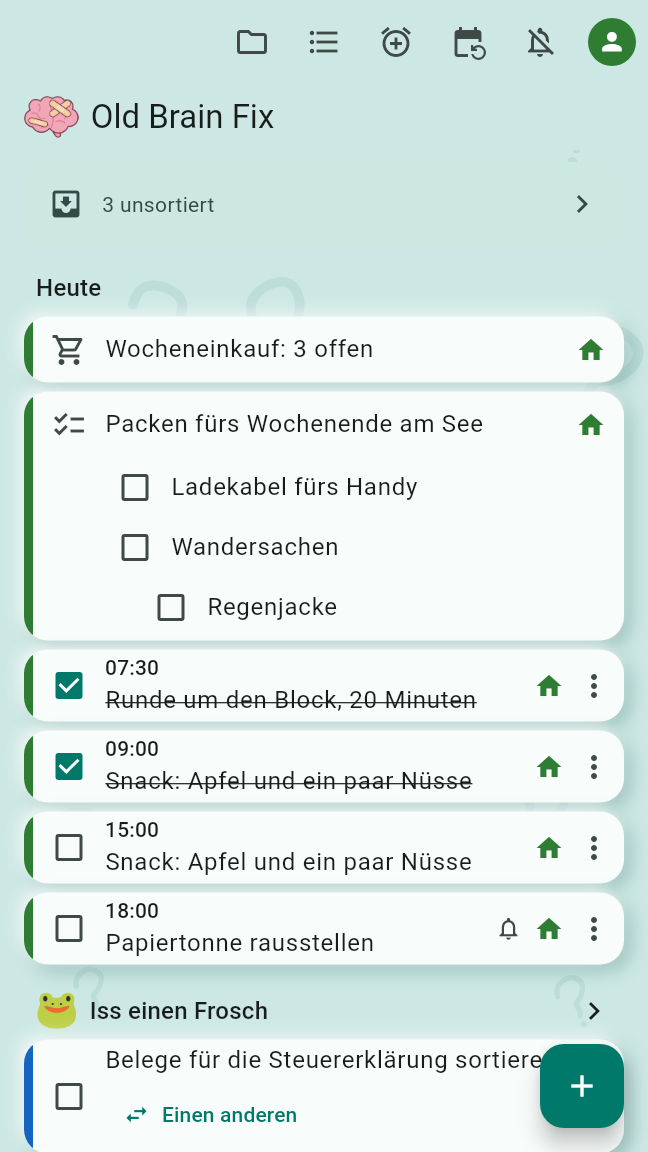 Old Brain Fix
3 unsortiert
Heute
Wocheneinkauf: 3 offen
Packen fürs Wochenende am See
Ladekabel fürs Handy
Wandersachen
Regenjacke
07:30
Runde um den Block, 20 Minuten
09:00
Snack: Apfel und ein paar Nüsse
15:00
Snack: Apfel und ein paar Nüsse
18:00
Papiertonne rausstellen
Iss einen Frosch
Belege für die Steuererklärung sortiere
Einen anderen